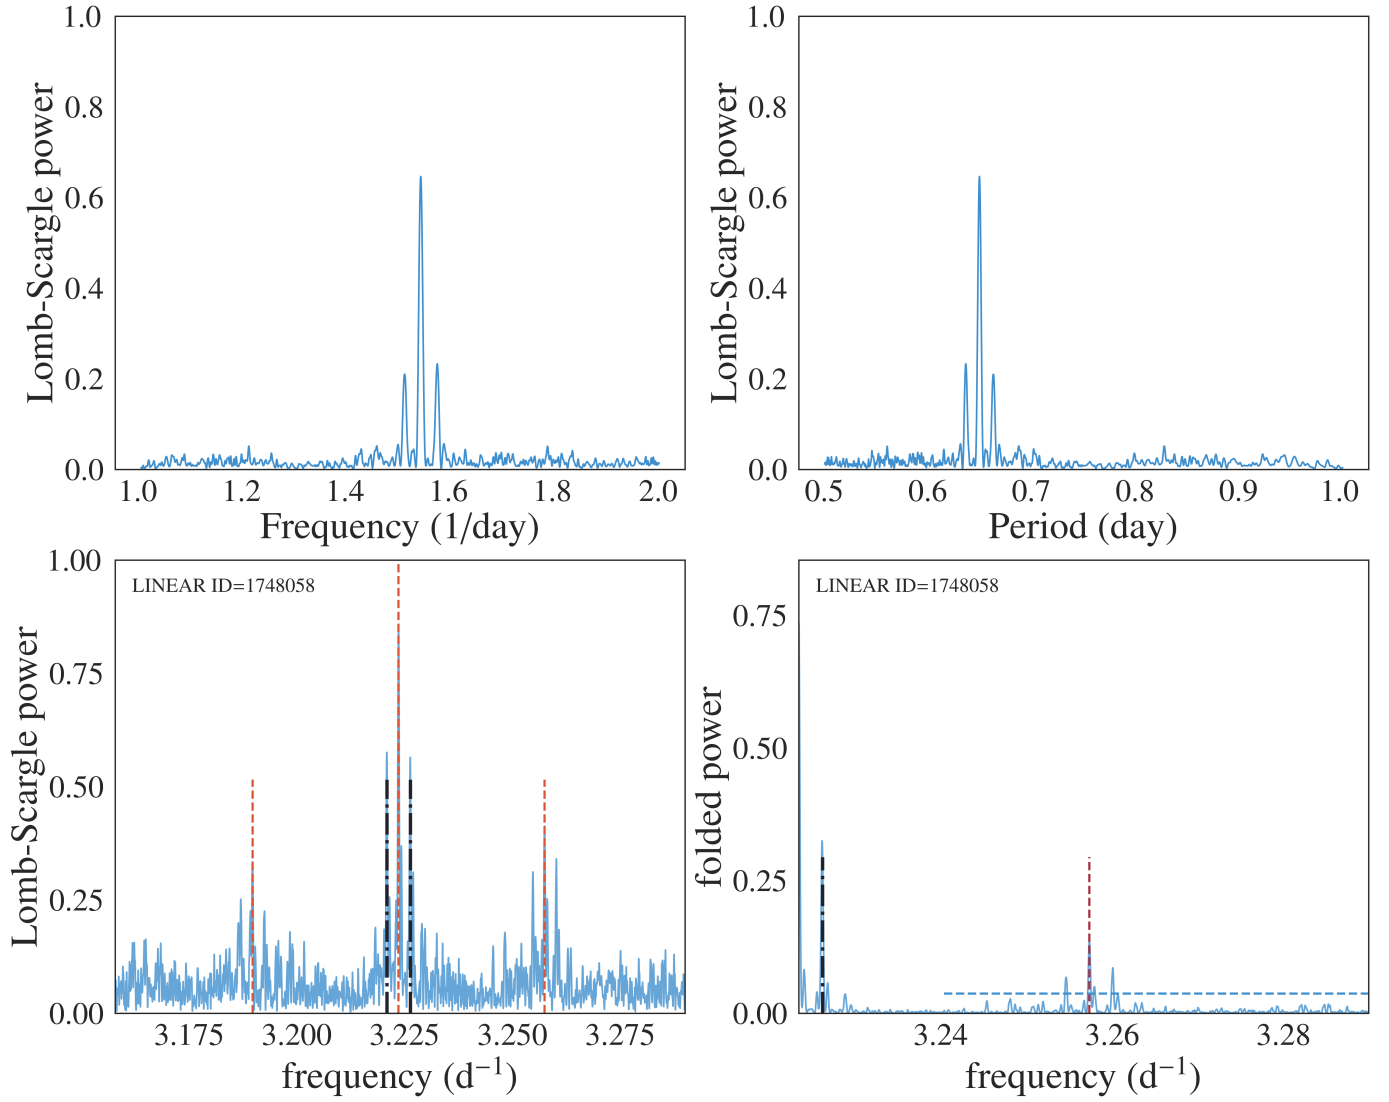 1.0
0.8
0.6
0.4
0.2
0.0
Lomb-Scargle power
1.0 1.2 1.4 1.6 1.8 2.0
Frequency (1/day)
1.0
0.8
0.6
0.4
0.2
0.0
Lomb-Scargle power
0.5 0.6 0.7 0.8 0.9 1.0
Period (day)
1.00
0.75
0.50
0.25
0.00
Lomb-Scargle power
LINEAR ID=1748058
3.175 3.200 3.225 3.250 3.275
frequency (d⁻¹)
0.75
0.50
0.25
0.00
folded power
LINEAR ID=1748058
3.24 3.26 3.28
frequency (d⁻¹)